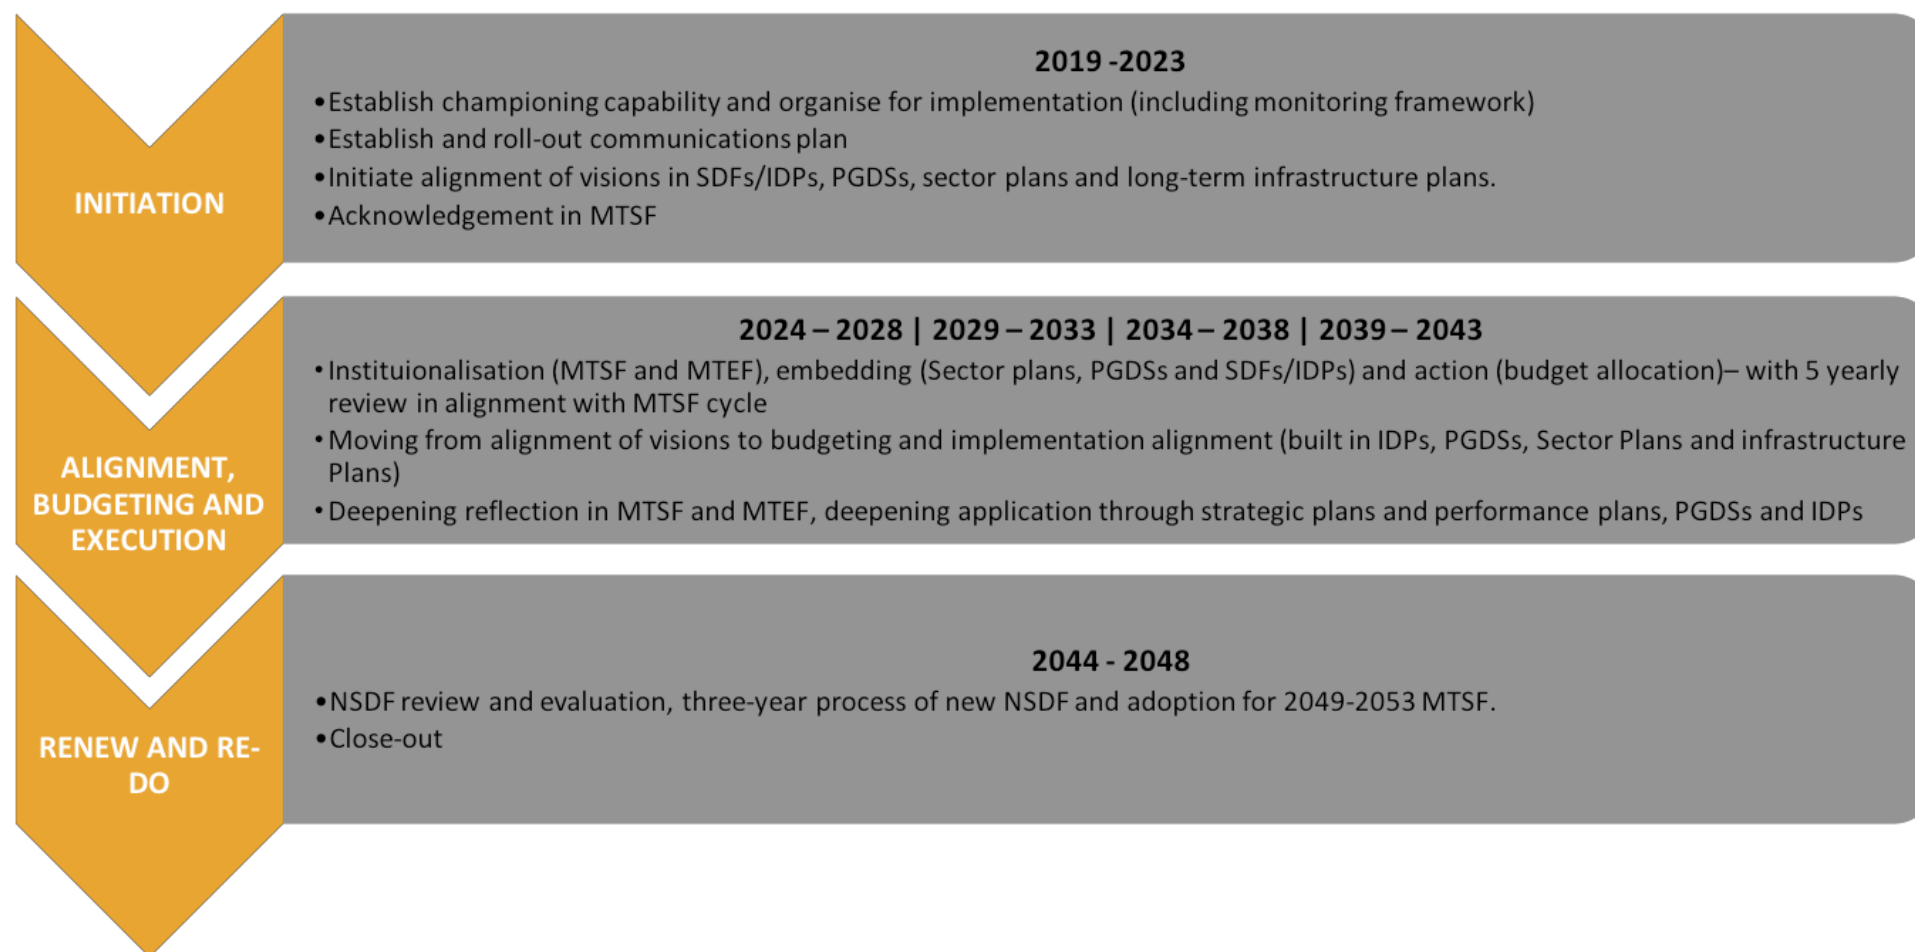 INITIATION
2019 -2023
•Establish championing capability and organise for implementation (including monitoring framework)
•Establish and roll-out communications plan
•Initiate alignment of visions in SDFs/IDPs, PGDSs, sector plans and long-term infrastructure plans.
•Acknowledgement in MTSF
ALIGNMENT,
BUDGETING AND
EXECUTION
2024 – 2028 | 2029 – 2033 | 2034 – 2038 | 2039 – 2043
• Instituionalisation (MTSF and MTEF), embedding (Sector plans, PGDSs and SDFs/IDPs) and action (budget allocation)– with 5 yearly
review in alignment with MTSF cycle
• Moving from alignment of visions to budgeting and implementation alignment (built in IDPs, PGDSs, Sector Plans and infrastructure
Plans)
• Deepening reflection in MTSF and MTEF, deepening application through strategic plans and performance plans, PGDSs and IDPs
RENEW AND RE-
DO
2044 - 2048
•NSDF review and evaluation, three-year process of new NSDF and adoption for 2049-2053 MTSF.
•Close-out